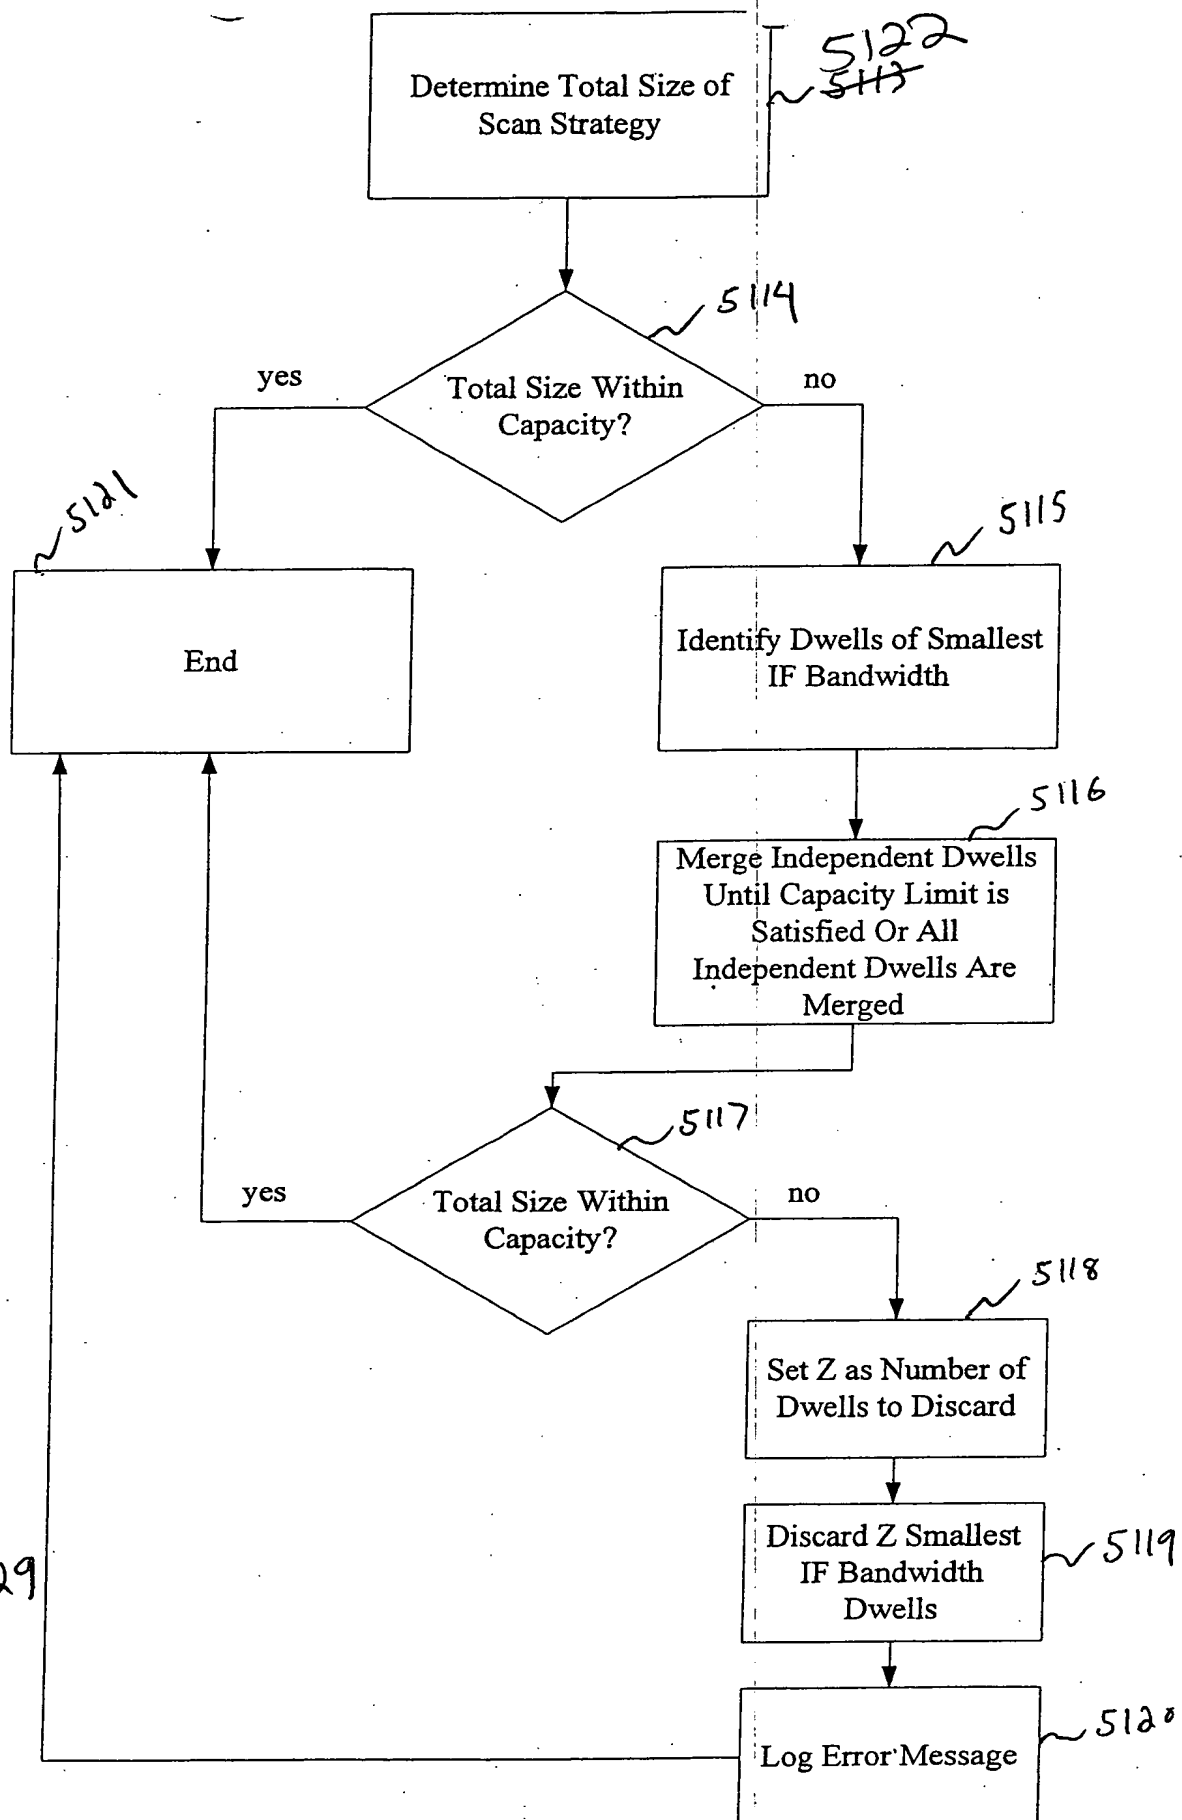 5122
5113
Determine Total Size of
Scan Strategy
5114
yes
Total Size Within
Capacity?
no
5121
5115
End
Identify Dwells of Smallest
IF Bandwidth
5116
Merge Independent Dwells
Until Capacity Limit is
Satisfied Or All
Independent Dwells Are
Merged
5117
yes
Total Size Within
Capacity?
no
5118
Set Z as Number of
Dwells to Discard
Discard Z Smallest
IF Bandwidth
Dwells
5119
29
5120
Log Error Message